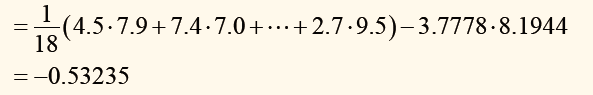 = 1/18 (4.5·7.9 + 7.4·7.0 + ⋯ + 2.7·9.5) − 3.7778·8.1944
= −0.53235